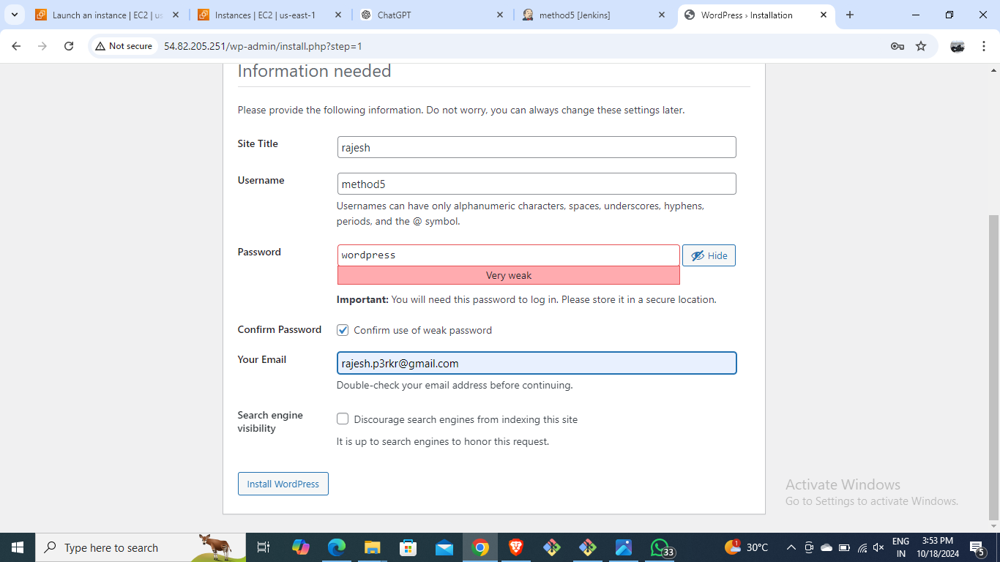 Launch an instance | EC2 | us
Instances | EC2 | us-east-1
ChatGPT
method5 [Jenkins]
WordPress › Installation
Not secure
54.82.205.251/wp-admin/install.php?step=1
Information needed
Please provide the following information. Do not worry, you can always change these settings later.
Site Title
rajesh
Username
method5
Usernames can have only alphanumeric characters, spaces, underscores, hyphens,
periods, and the @ symbol.
Password
wordpress
Hide
Very weak
Important: You will need this password to log in. Please store it in a secure location.
Confirm Password
Confirm use of weak password
Your Email
rajesh.p3rkr@gmail.com
Double-check your email address before continuing.
Search engine
visibility
Discourage search engines from indexing this site
It is up to search engines to honor this request.
Install WordPress
Activate Windows
Go to Settings to activate Windows.
Type here to search
33
30°C
ENG
IN
3:53 PM
10/18/2024
5